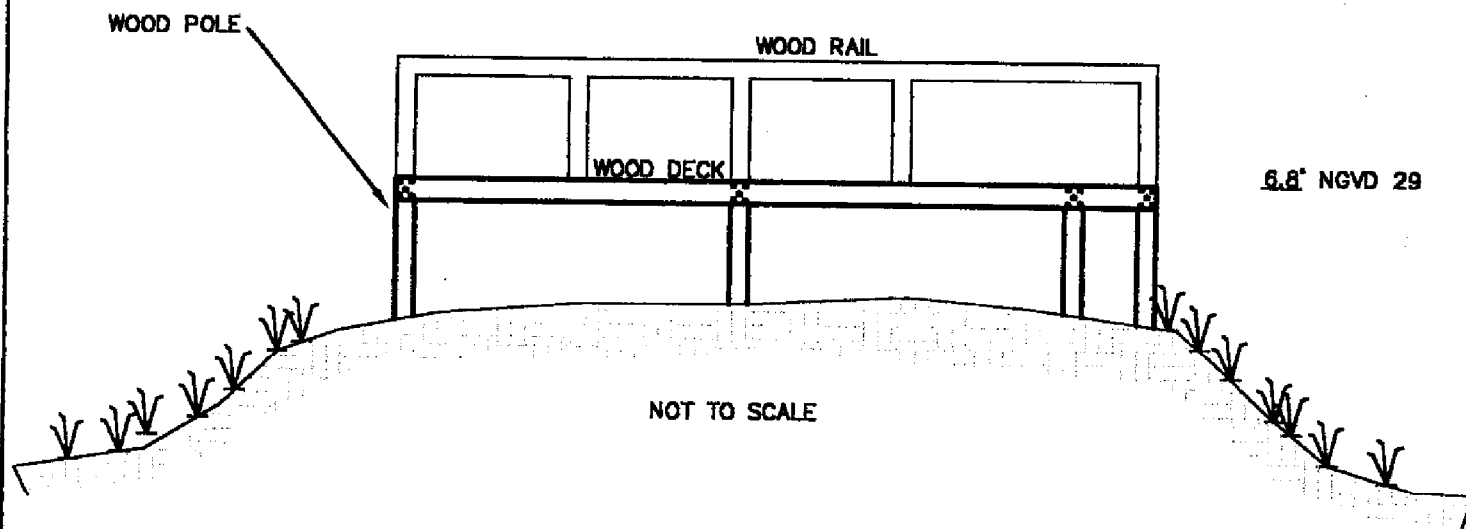 WOOD POLE
WOOD RAIL
WOOD DECK
6.8' NGVD 29
NOT TO SCALE